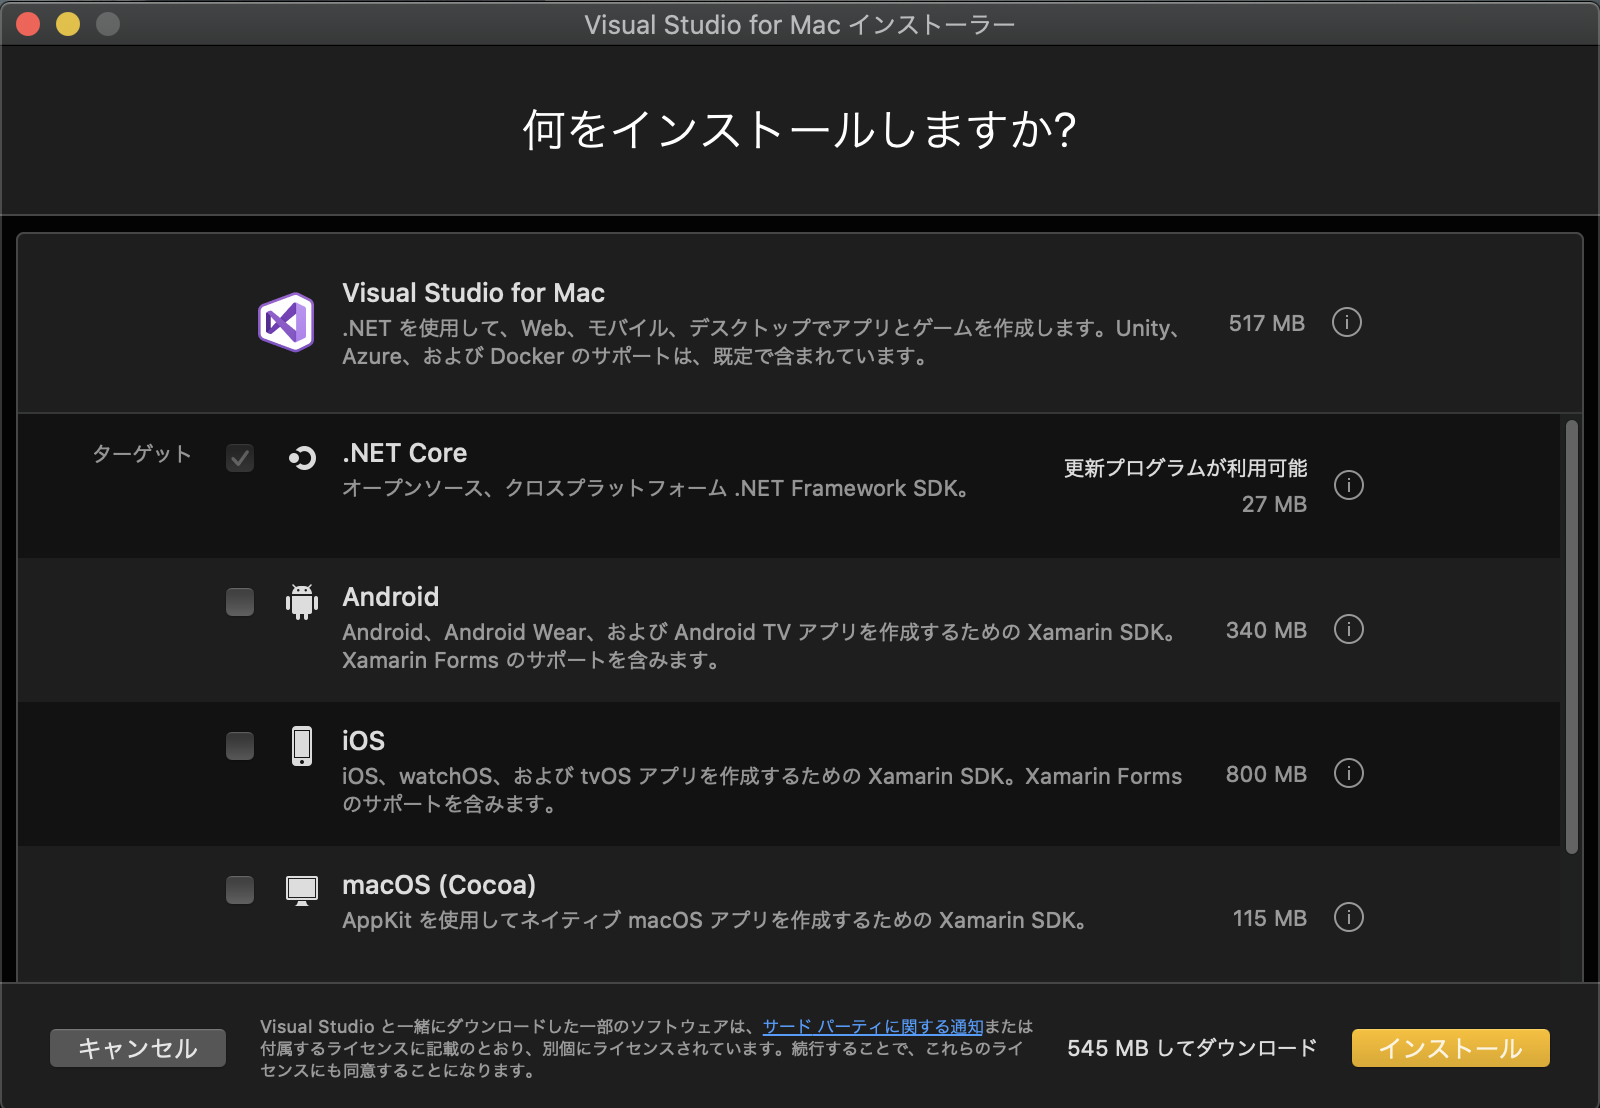 Visual Studio for Mac インストーラー
何をインストールしますか?
Visual Studio for Mac
.NET を使用して、Web、モバイル、デスクトップでアプリとゲームを作成します。Unity、
Azure、および Docker のサポートは、既定で含まれています。
517 MB
ターゲット
.NET Core
オープンソース、クロスプラットフォーム .NET Framework SDK。
更新プログラムが利用可能
27 MB
Android
Android、Android Wear、および Android TV アプリを作成するための Xamarin SDK。
Xamarin Forms のサポートを含みます。
340 MB
iOS
iOS、watchOS、および tvOS アプリを作成するための Xamarin SDK。Xamarin Forms
のサポートを含みます。
800 MB
macOS (Cocoa)
AppKit を使用してネイティブ macOS アプリを作成するための Xamarin SDK。
115 MB
キャンセル
Visual Studio と一緒にダウンロードした一部のソフトウェアは、サード パーティに関する通知または
付属するライセンスに記載のとおり、別個にライセンスされています。続行することで、これらのライ
センスにも同意することになります。
545 MB してダウンロード
インストール